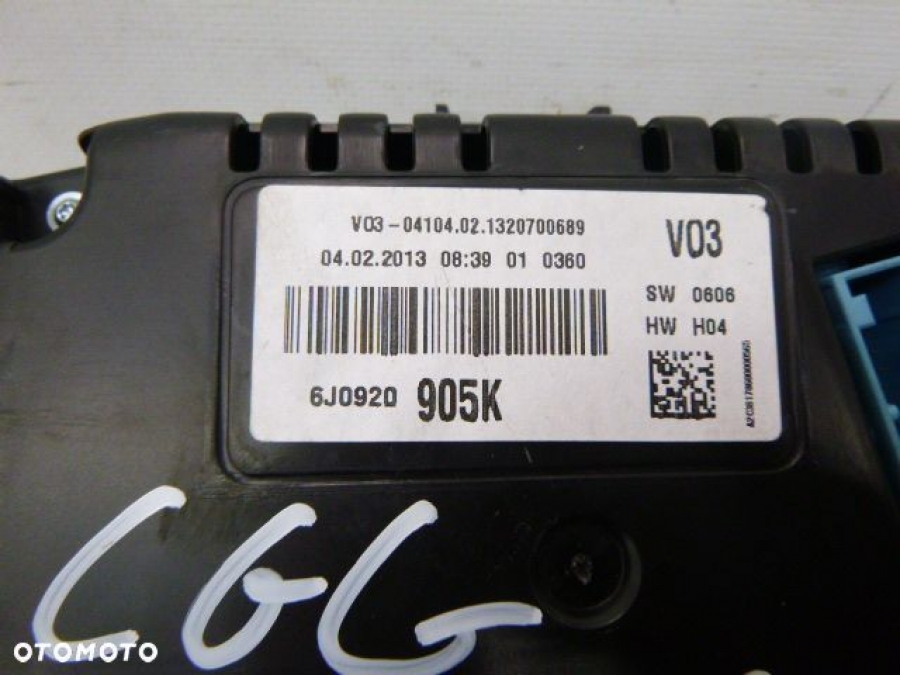 V03-04104.02.1320700689
04.02.2013 08:39 01 0360
V03
SW 0606
HW H04
6J0920 905K
CGG
OTOMOTO